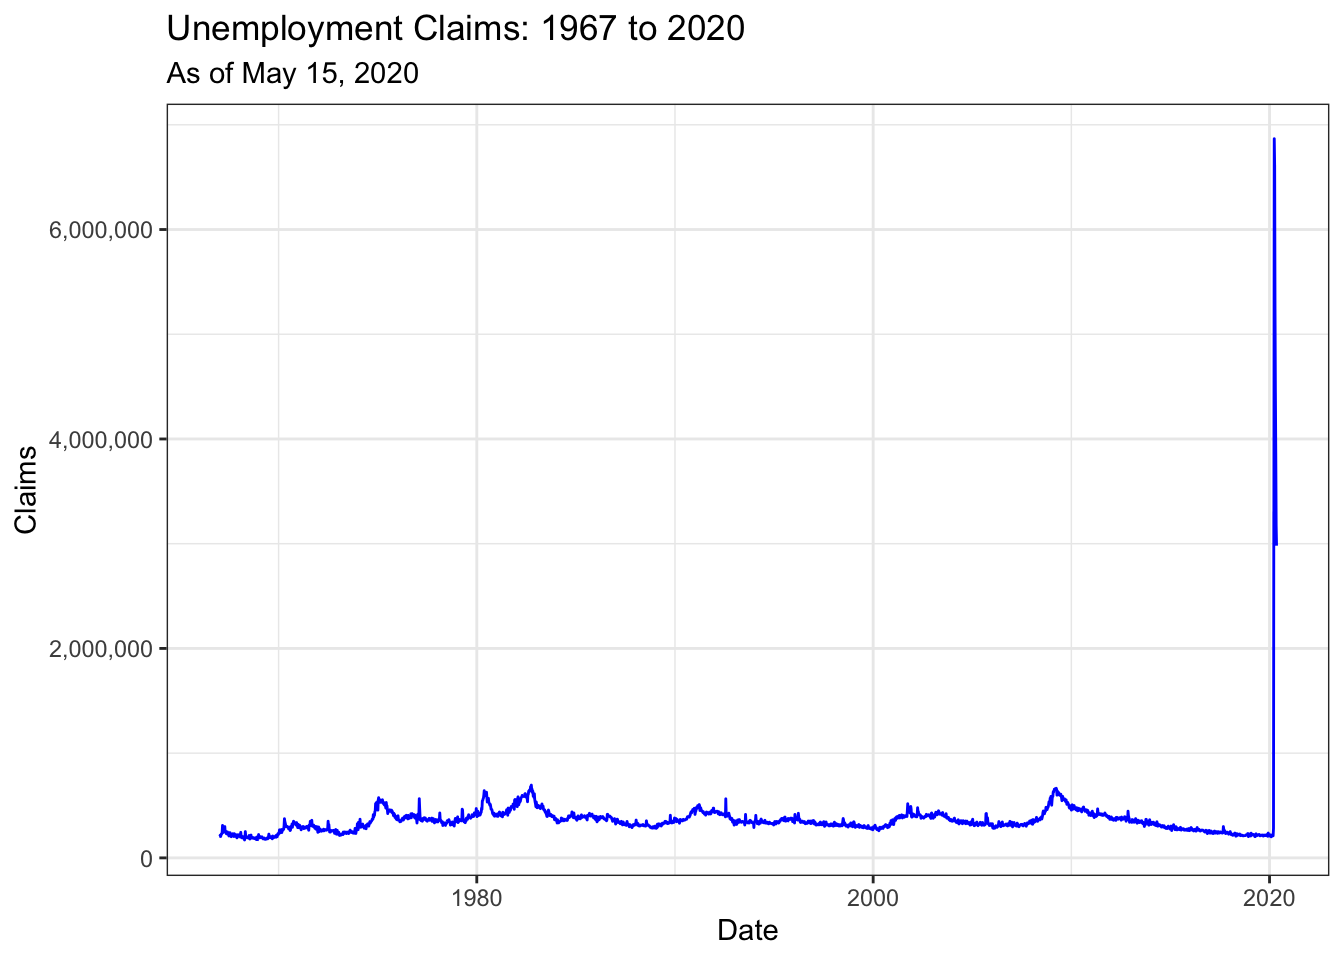 Unemployment Claims: 1967 to 2020
As of May 15, 2020
6,000,000
4,000,000
2,000,000
0
Claims
1980
2000
2020
Date